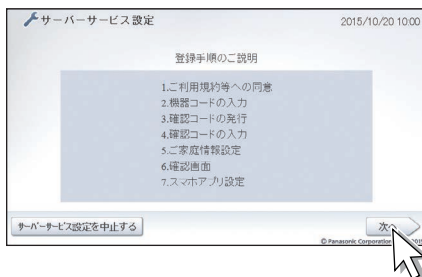 サーバーサービス設定
2015/10/20 10:00
登録手順のご説明
1.ご利用規約等への同意
2.機器コードの入力
3.確認コードの発行
4.確認コードの入力
5.ご家庭情報設定
6.確認画面
7.スマホアプリ設定
サーバーサービス設定を中止する
次へ
© Panasonic Corporation